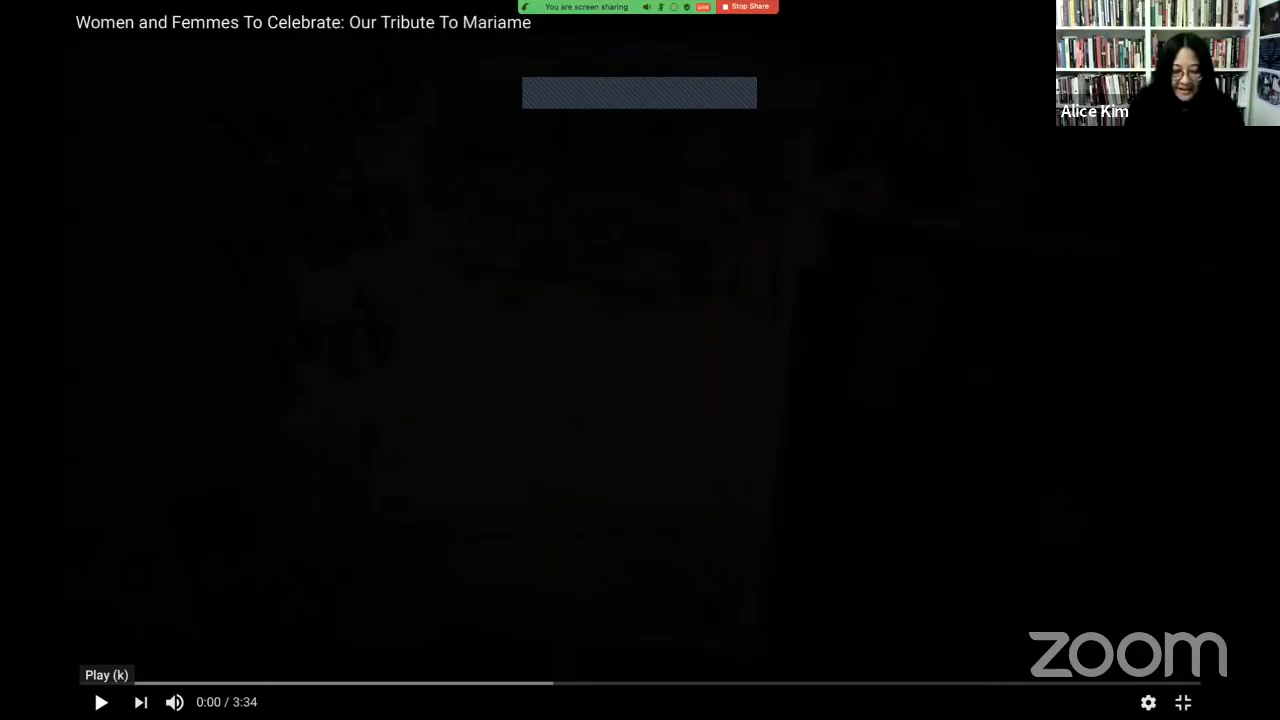 Women and Femmes To Celebrate: Our Tribute To Mariame
You are screen sharing
LIVE
Stop Share
Alice Kim
zoom
Play (k)
0:00 / 3:34